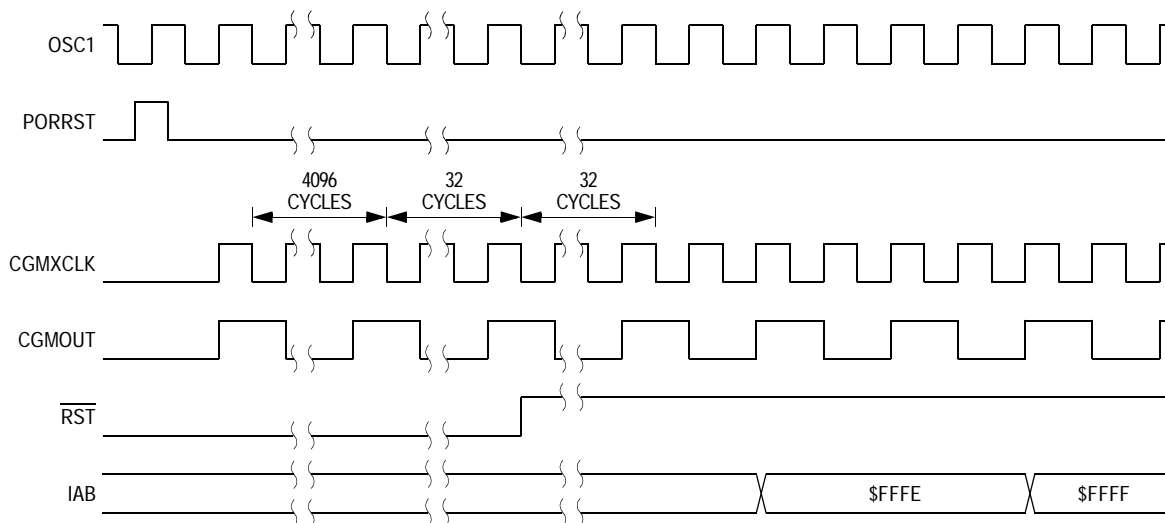 OSC1
PORRST
4096
CYCLES
32
CYCLES
32
CYCLES
CGMXCLK
CGMOUT
RST
IAB
$FFFE
$FFFF